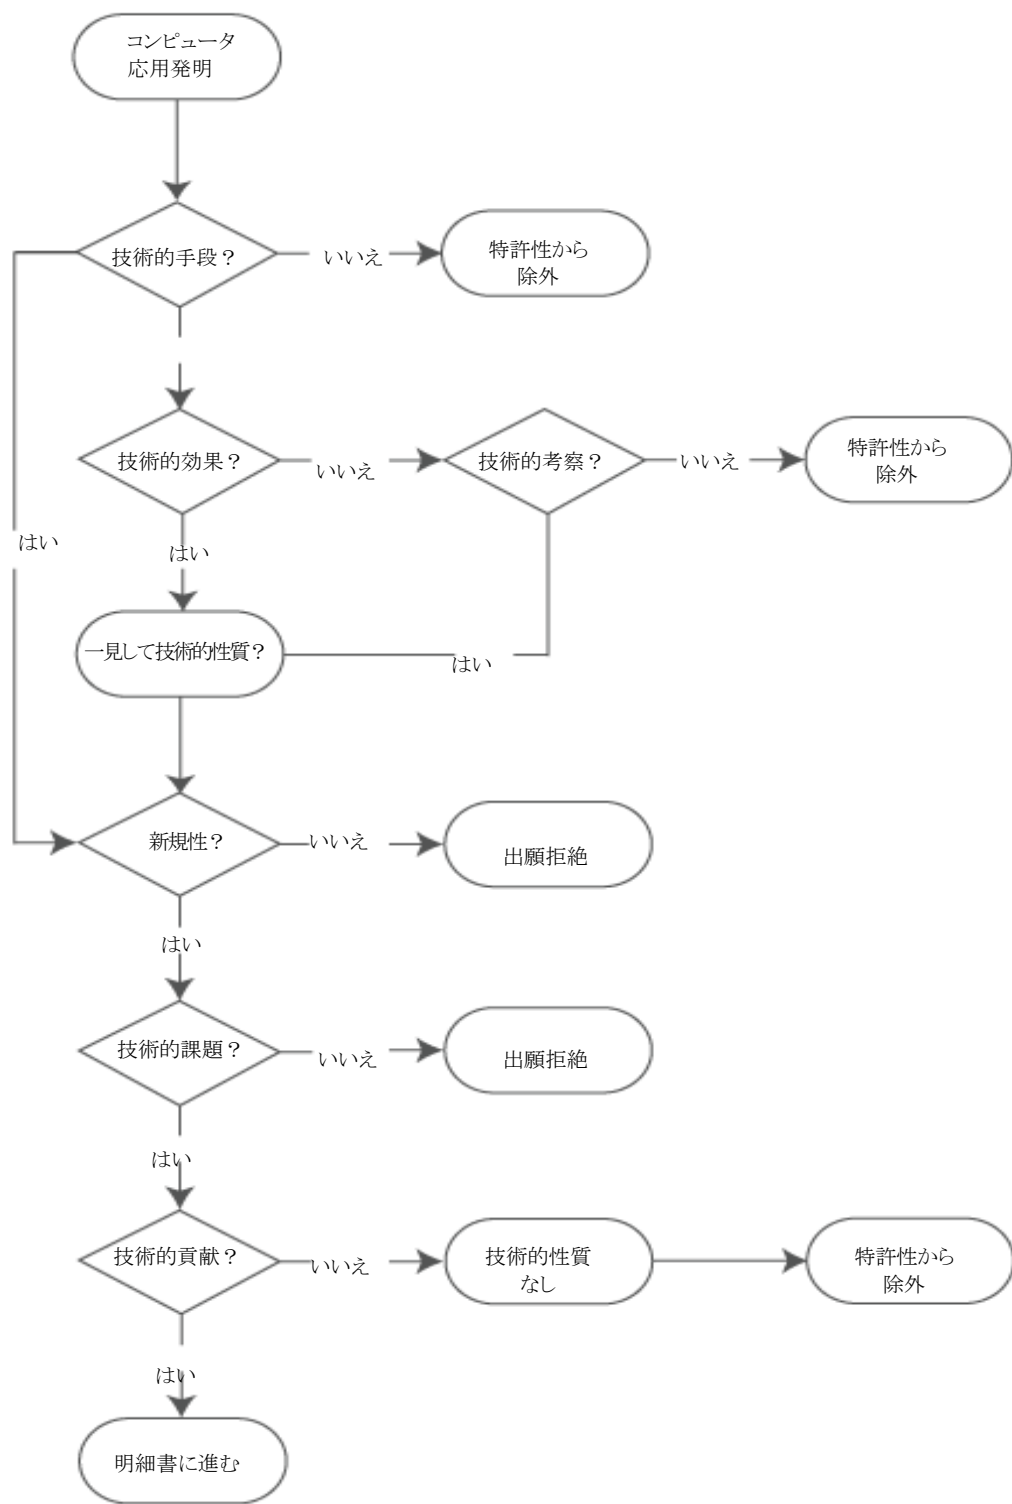 コンピュータ
応用発明
技術的手段？
いいえ
特許性から
除外
技術的効果？
いいえ
技術的考察？
いいえ
特許性から
除外
はい
はい
一見して技術的性質？
はい
新規性？
いいえ
出願拒絶
はい
技術的課題？
いいえ
出願拒絶
はい
技術的貢献？
いいえ
技術的性質
なし
特許性から
除外
はい
明細書に進む